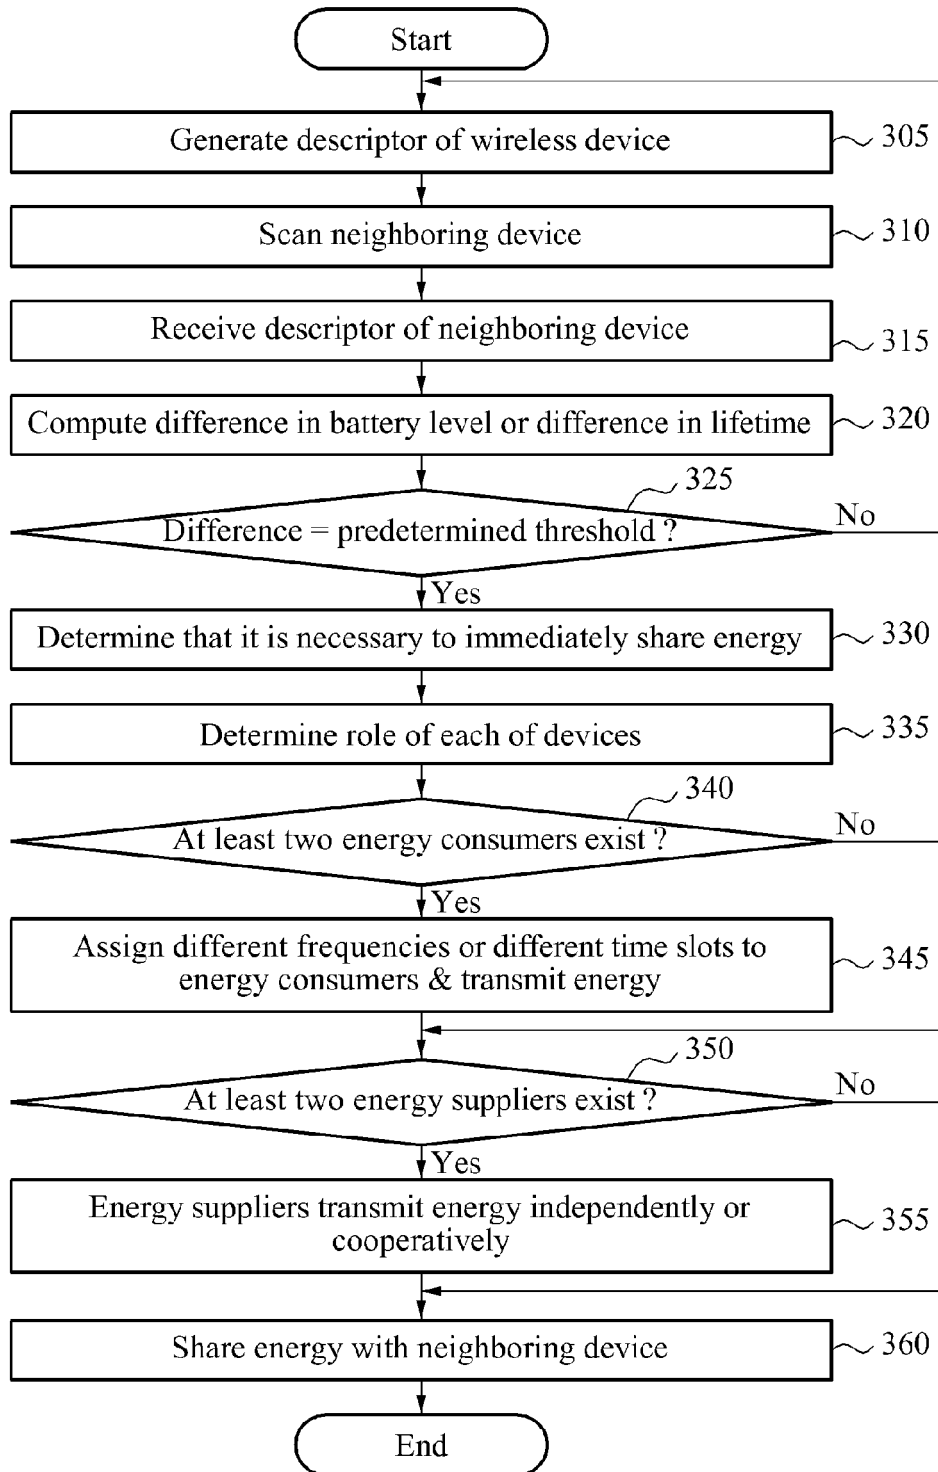 Start
Generate descriptor of wireless device
305
Scan neighboring device
310
Receive descriptor of neighboring device
315
Compute difference in battery level or difference in lifetime
320
325
Difference = predetermined threshold ?
No
Yes
Determine that it is necessary to immediately share energy
330
Determine role of each of devices
335
340
At least two energy consumers exist ?
No
Yes
Assign different frequencies or different time slots to
energy consumers & transmit energy
345
350
At least two energy suppliers exist ?
No
Yes
Energy suppliers transmit energy independently or
cooperatively
355
Share energy with neighboring device
360
End